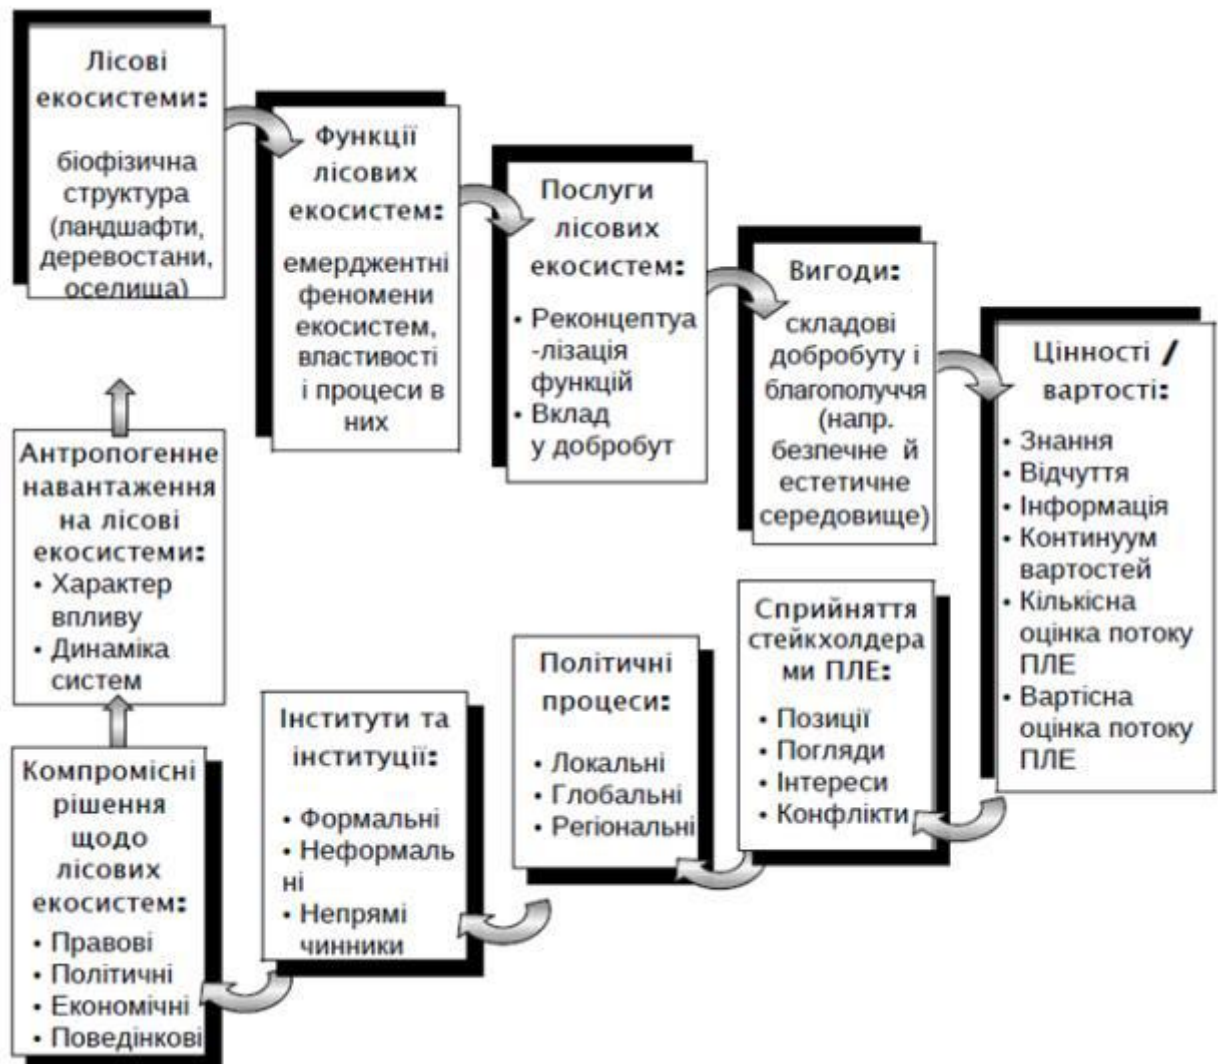 Лісові
екосистеми:
біофізична
структура
(ландшафти,
деревостани,
оселища)
Функції
лісових
екосистем:
емерджентні
феномени
екосистем,
властивості
і процеси в
них
Послуги
лісових
екосистем:
• Реконцептуа
-лізація
функцій
• Вклад
у добробут
Вигоди:
складові
добробуту і
благополуччя
(напр.
безпечне й
естетичне
середовище)
Цінності /
вартості:
• Знання
• Відчуття
• Інформація
• Континуум
вартостей
• Кількісна
оцінка потоку
ПЛЕ
• Вартісна
оцінка потоку
ПЛЕ
Сприйняття
стейкхолдера
ми ПЛЕ:
• Позиції
• Погляди
• Інтереси
• Конфлікти
Політичні
процеси:
• Локальні
• Глобальні
• Регіональні
Інститути та
інституції:
• Формальні
• Неформаль
ні
• Непрямі
чинники
Компромісні
рішення
щодо
лісових
екосистем:
• Правові
• Політичні
• Економічні
• Поведінкові
Антропогенне
навантаження
на лісові
екосистеми:
• Характер
впливу
• Динаміка
систем